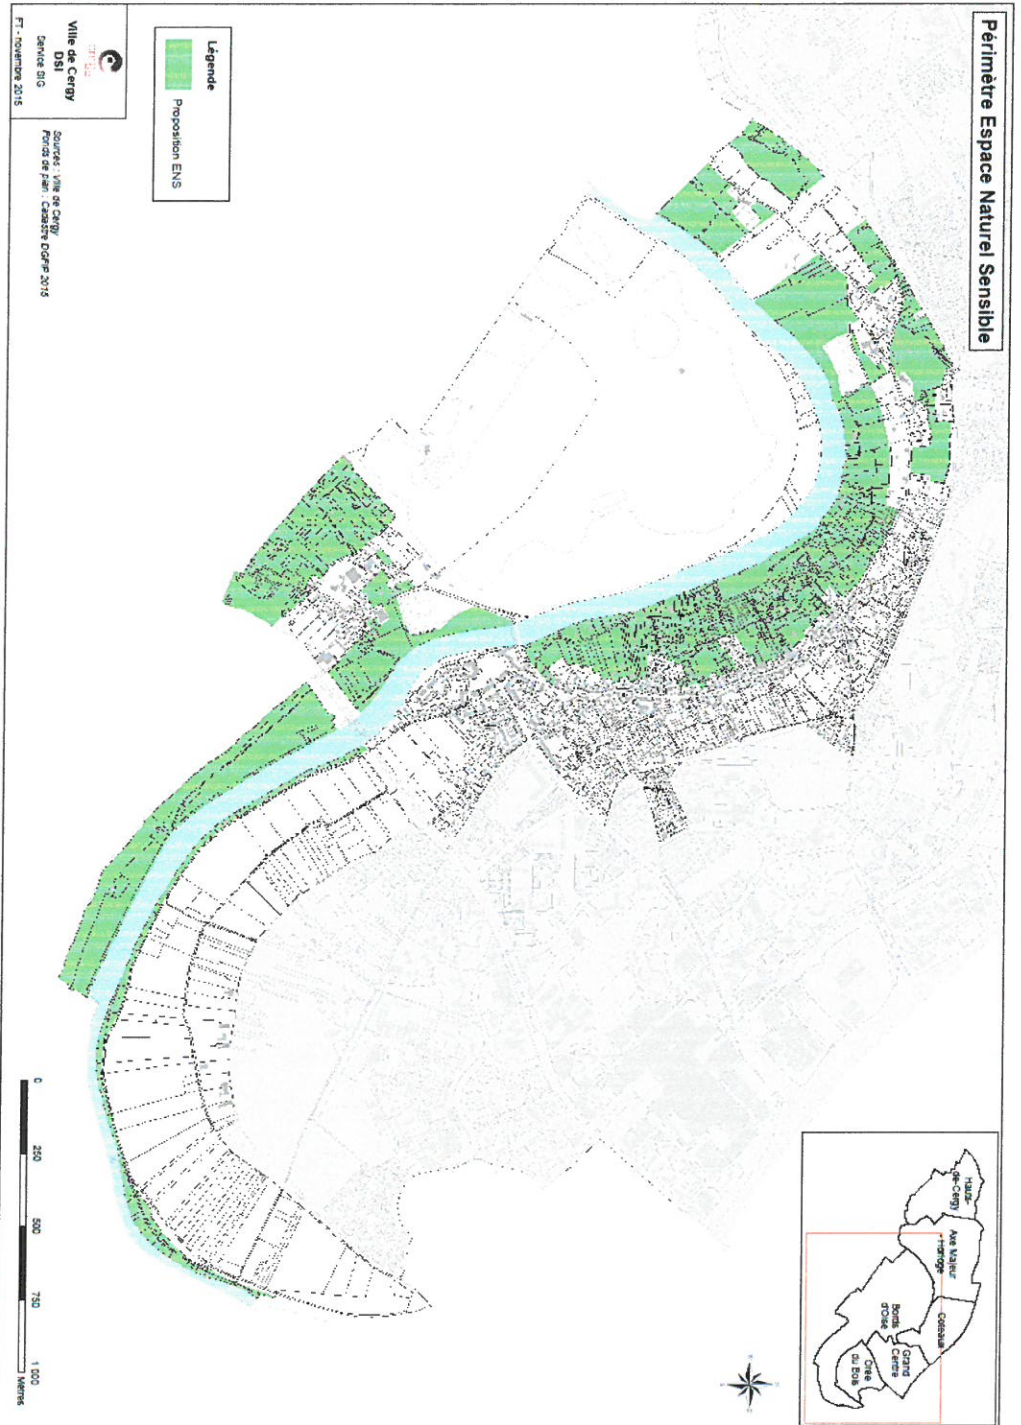 Périmètre Espace Naturel Sensible
Hauts-
de-Cergy
Axe Majeur
- Horloge
Coteaux
Bords
d'Oise
Grand
Centre
Orée
du Bois
Légende
Proposition ENS
Ville de Cergy
DSI
Service SIG
FT - novembre 2015
Sources : Ville de Cergy
Fonds de plan : Cadastre DGFIP 2015
0 250 500 750 1 000
Mètres